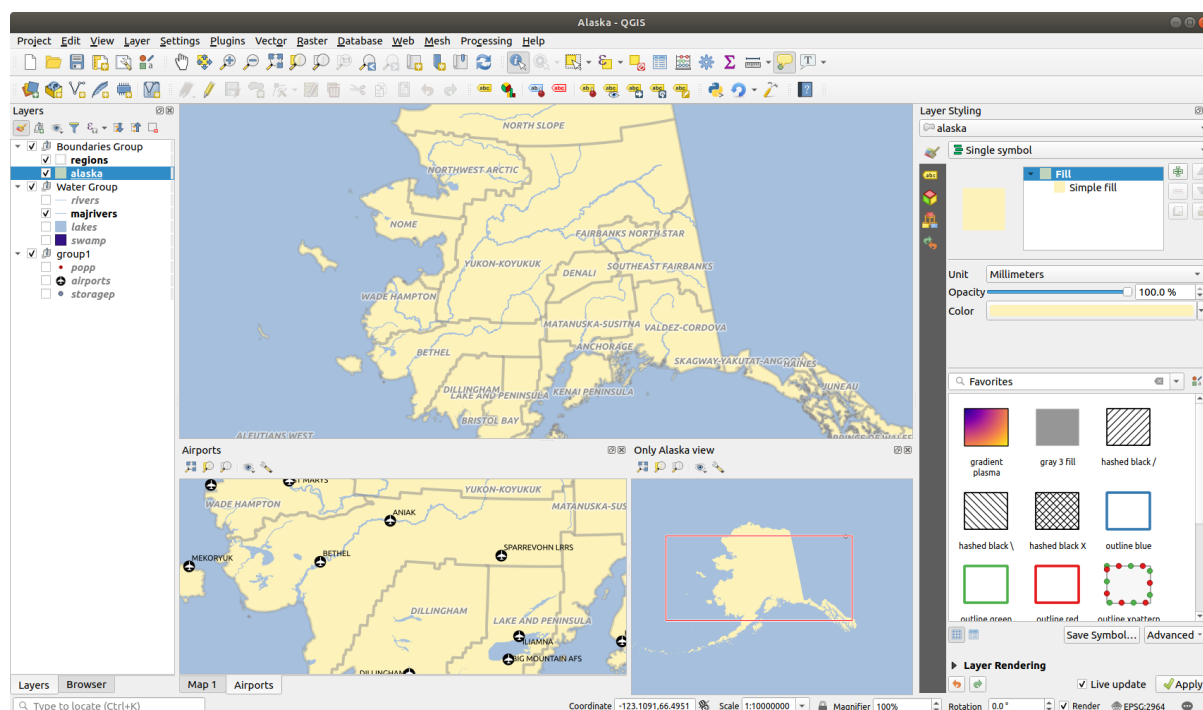 Alaska - QGIS
Project Edit View Layer Settings Plugins Vector Raster Database Web Mesh Processing Help
Layers
Boundaries Group
regions
alaska
Water Group
rivers
majrivers
lakes
swamp
group1
popp
airports
storagep
Layers Browser
NORTH SLOPE
NORTHWEST ARCTIC
NOME
FAIRBANKS NORTH STAR
YUKON-KOYUKUK
DENALI
SOUTHEAST FAIRBANKS
WADE HAMPTON
MATANUSKA-SUSITNA
VALDEZ-CORDOVA
BETHEL
ANCHORAGE
SKAGWAY-YAKUTAT-ANGOON
HAINES
DILLINGHAM
LAKE AND PENINSULA
KENAI PENINSULA
JUNEAU
BRISTOL BAY
ALEUTIANS WEST
Airports
ST MARYS
YUKON-KOYUKUK
WADE HAMPTON
MATANUSKA-SUS
ANIAK
SPARREVOHN LRRS
MEKORYUK
BETHEL
DILLINGHAM
LAKE AND PENINSULA
ILIAMNA
BIG MOUNTAIN AFS
DILLINGHAM
Map 1 Airports
Only Alaska view
Layer Styling
alaska
Single symbol
Fill
Simple fill
Unit Millimeters
Opacity 100.0 %
Color
Favorites
gradient plasma
gray 3 fill
hashed black /
hashed black \
hashed black X
outline blue
outline green
outline red
outline xpattern
Save Symbol... Advanced
Layer Rendering
Live update Apply
Type to locate (Ctrl+K)
Coordinate -123.1091,66.4951 Scale 1:10000000 Magnifier 100% Rotation 0.0° Render EPSG:2964